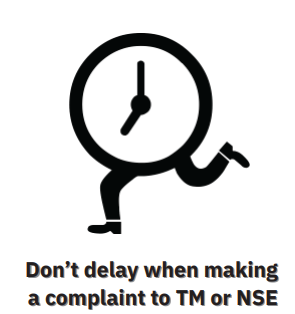 Don't delay when making
a complaint to TM or NSE